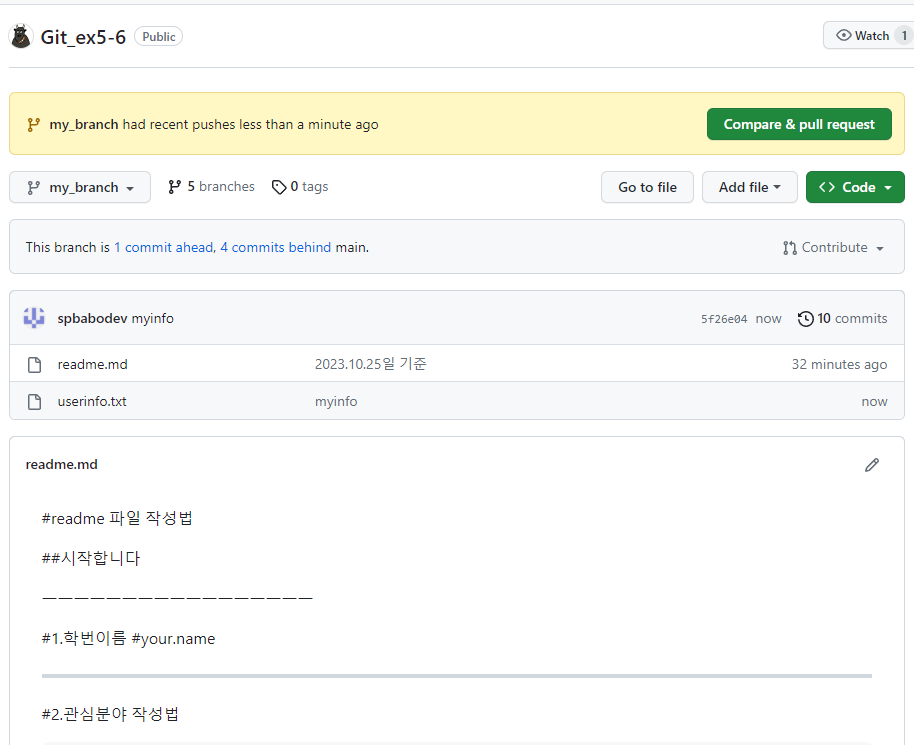 Git_ex5-6 Public Watch 1
my_branch had recent pushes less than a minute ago Compare & pull request
my_branch 5 branches 0 tags Go to file Add file <> Code
This branch is 1 commit ahead, 4 commits behind main. Contribute
spbabodev myinfo 5f26e04 now 10 commits
readme.md 2023.10.25일 기준 32 minutes ago
userinfo.txt myinfo now
readme.md
#readme 파일 작성법
##시작합니다
ㅡㅡㅡㅡㅡㅡㅡㅡㅡㅡㅡㅡㅡㅡㅡㅡㅡ
#1.학번이름 #your.name
#2.관심분야 작성법